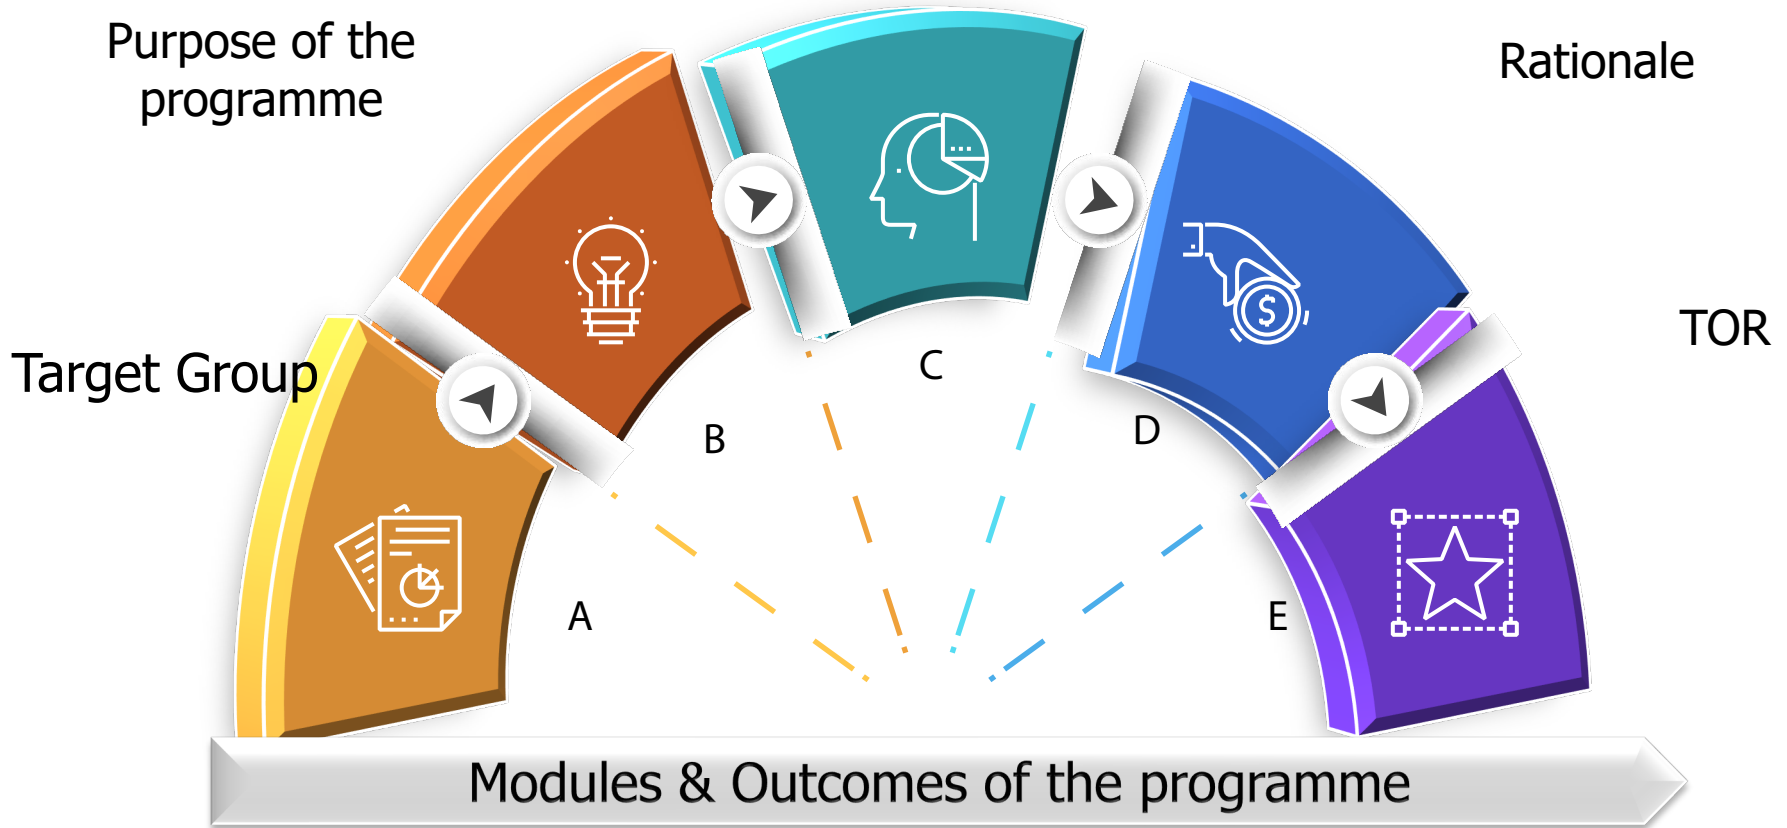 Purpose of the
programme
Rationale
TOR
Target Group
C
B
D
A
E
$
Modules & Outcomes of the programme